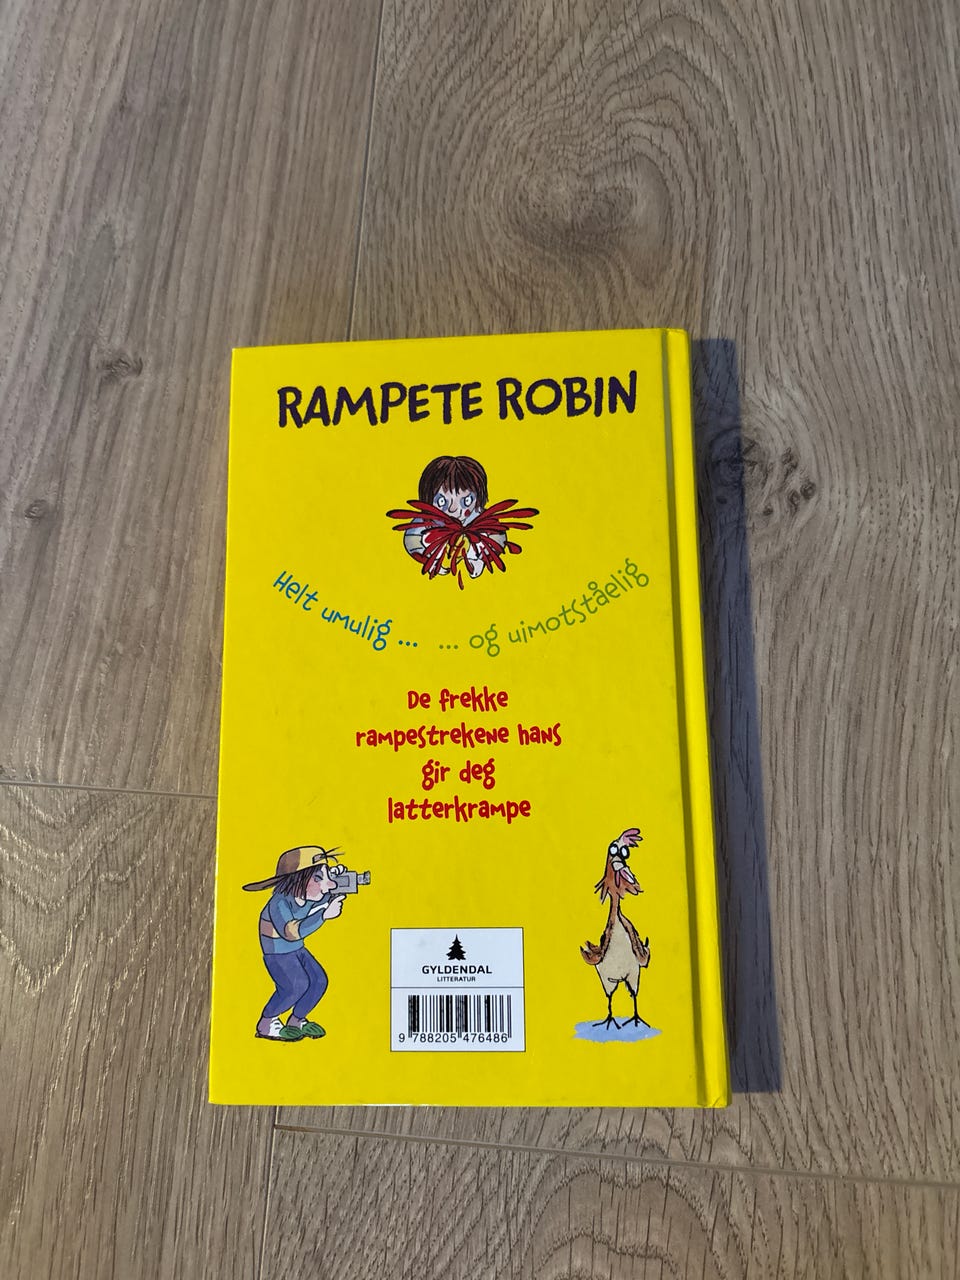 RAMPETE ROBIN
Helt umulig ... ... og uimotståelig
De frekke
rampestrekene hans
gir deg
latterkrampe
GYLDENDAL
LITTERATUR
9 788205 476486